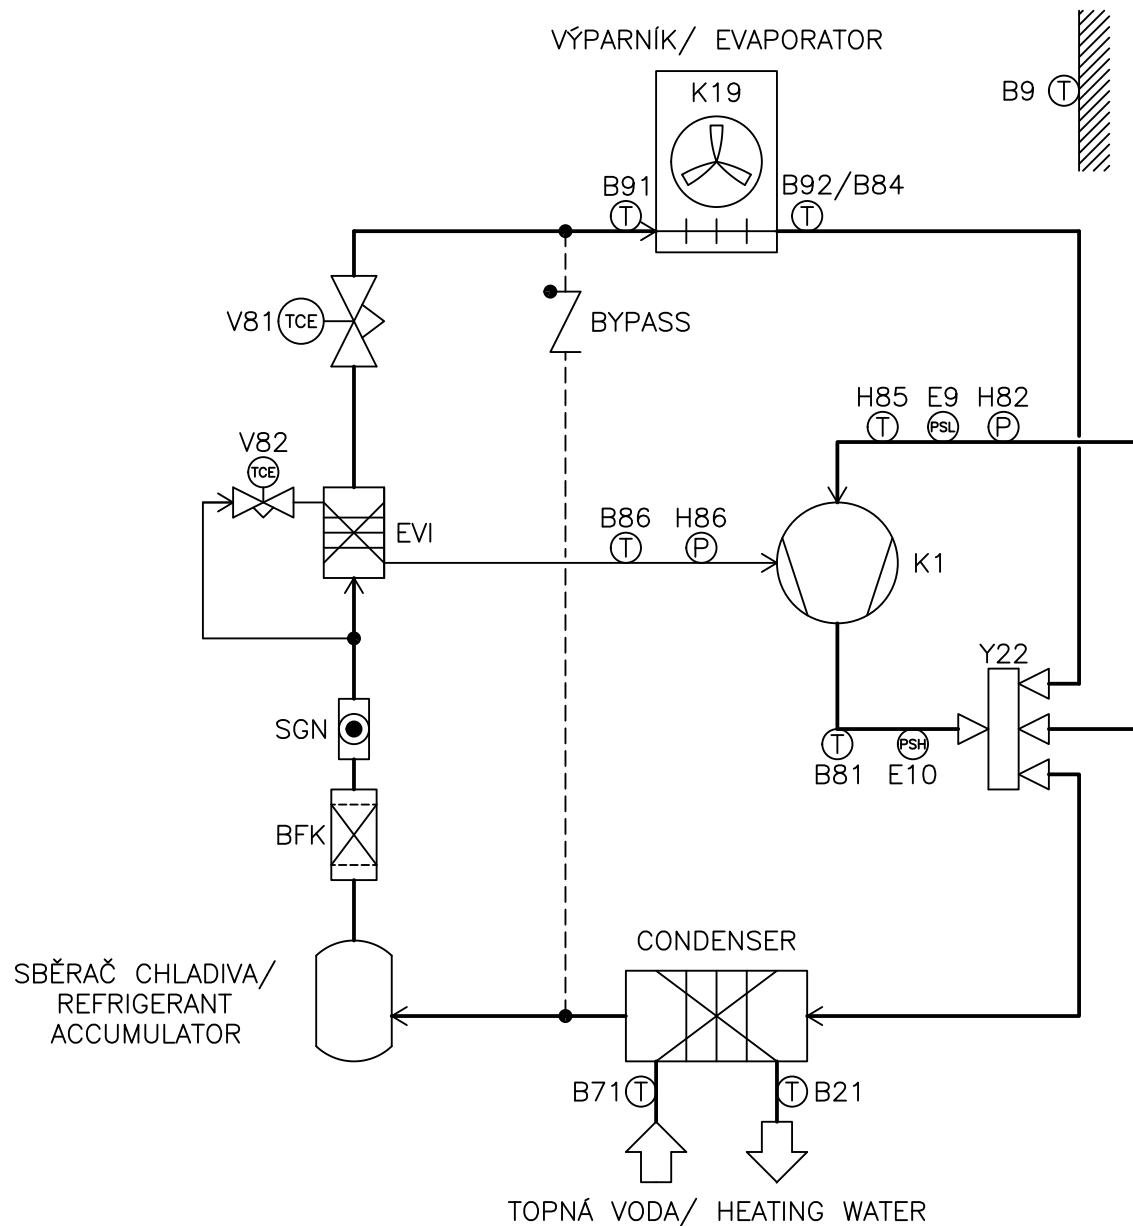 VÝPARNÍK/ EVAPORATOR
K19
B9 T
B91
T
B92/B84
T
V81 TCE
BYPASS
H85 E9 H82
T PSL P
V82
TCE
EVI
B86 H86
T P
K1
Y22
SGN
T PSH
B81 E10
BFK
CONDENSER
SBĚRAČ CHLADIVA/
REFRIGERANT
ACCUMULATOR
B71 T
T B21
TOPNÁ VODA/ HEATING WATER